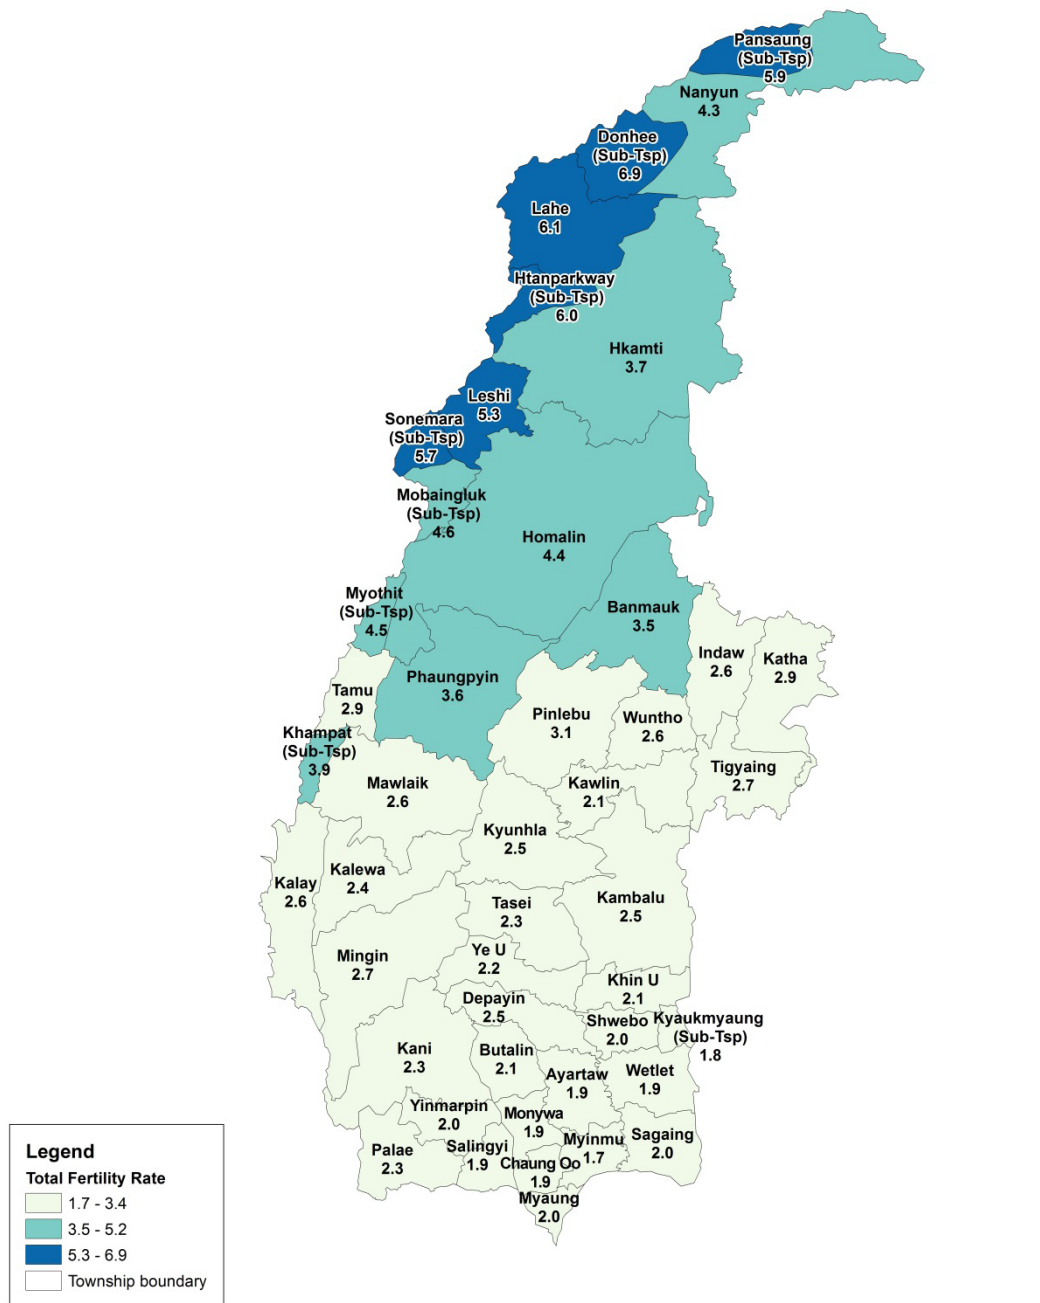 Pansaung
(Sub-Tsp)
5.9
Nanyun
4.3
Donhee
(Sub-Tsp)
6.9
Lahe
6.1
Htanparkway
(Sub-Tsp)
6.0
Hkamti
3.7
Leshi
5.3
Sonemara
(Sub-Tsp)
5.7
Mobaingluk
(Sub-Tsp)
4.6
Homalin
4.4
Myothit
(Sub-Tsp)
4.5
Banmauk
3.5
Indaw
2.6
Katha
2.9
Phaungpyin
3.6
Tamu
2.9
Pinlebu
3.1
Wuntho
2.6
Khampat
(Sub-Tsp)
3.9
Tigyaing
2.7
Mawlaik
2.6
Kawlin
2.1
Kyunhla
2.5
Kalewa
2.4
Kalay
2.6
Kambalu
2.5
Tasei
2.3
Mingin
2.7
Ye U
2.2
Khin U
2.1
Depayin
2.5
Shwebo
2.0
Kyaukmyaung
(Sub-Tsp)
1.8
Kani
2.3
Butalin
2.1
Ayartaw
1.9
Wetlet
1.9
Yinmarpin
2.0
Monywa
1.9
Myinmu
1.7
Sagaing
2.0
Palae
2.3
Salingyi
1.9
Chaung Oo
1.9
Myaung
2.0
Legend
Total Fertility Rate
1.7 - 3.4
3.5 - 5.2
5.3 - 6.9
Township boundary